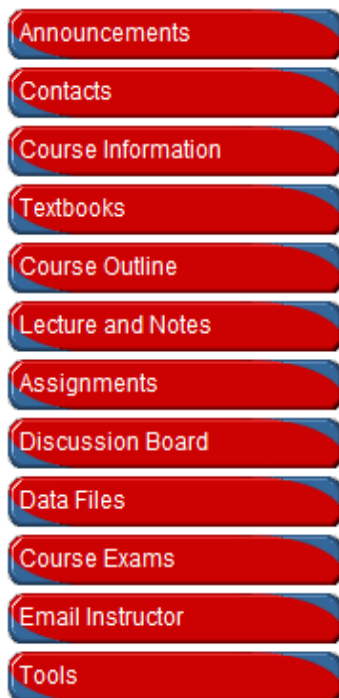 Announcements
Contacts
Course Information
Textbooks
Course Outline
Lecture and Notes
Assignments
Discussion Board
Data Files
Course Exams
Email Instructor
Tools